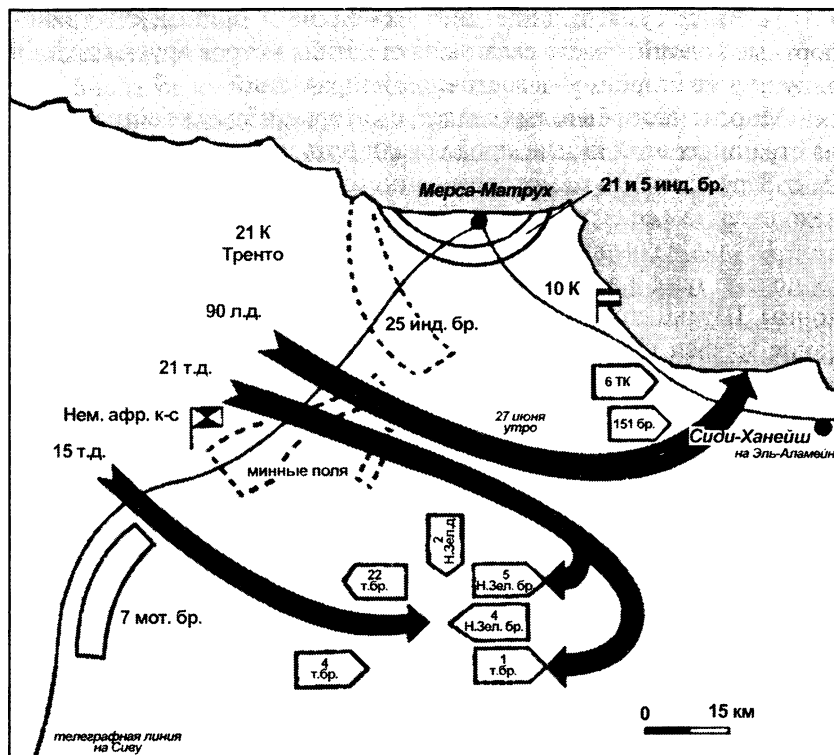 Мерса-Матрух
21 и 5 инд. бр.
21 К
Тренто
10 К
90 л.д.
25 инд. бр.
21 т.д.
6 ТК
Нем. афр. к-с
27 июня
утро
151 бр.
Сиди-Ханейш
на Эль-Аламейн
15 т.д.
минные поля
2
Н.Зел.д
22
т.бр.
5
Н.Зел. бр.
7 мот. бр.
4
Н.Зел. бр.
4
т.бр.
1
т.бр.
0 15 км
телеграфная линия
на Сиву